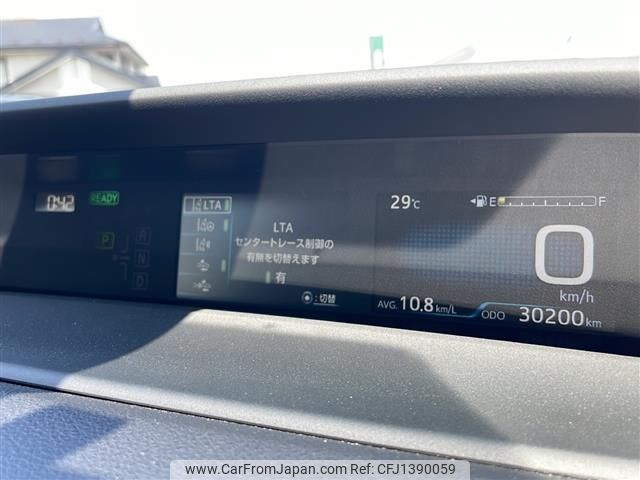 0:42
READY
P
R
N
D
LTA
LTA
センタートレース制御の
有無を切替えます
有
:切替
29℃
E F
0
km/h
AVG. 10.8 km/L
ODO 30200 km
www.CarFromJapan.com | CFJ1390059